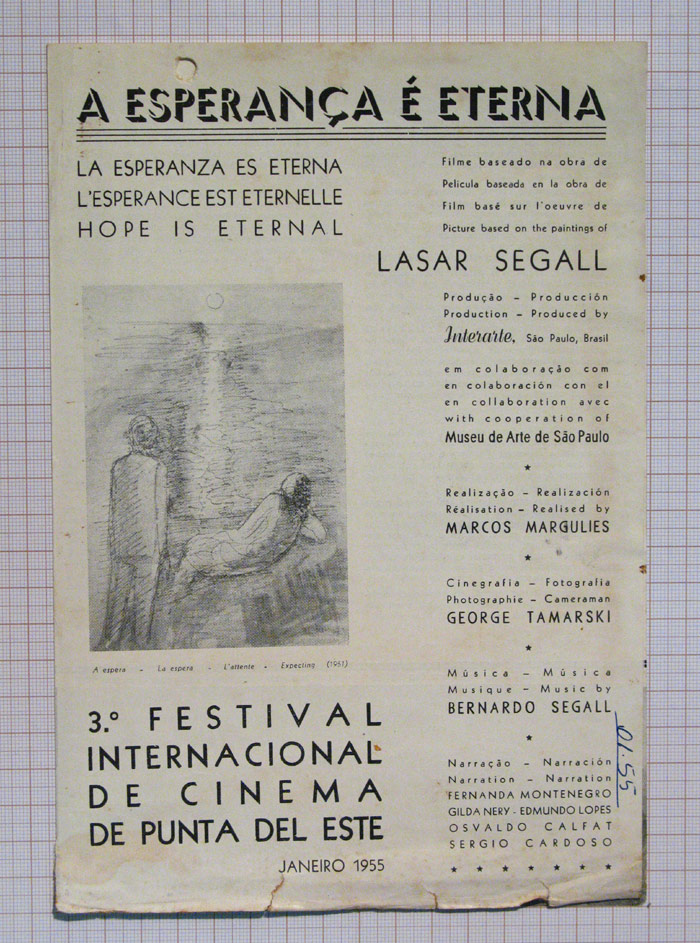 A ESPERANÇA É ETERNA
LA ESPERANZA ES ETERNA
L'ESPERANCE EST ETERNELLE
HOPE IS ETERNAL
Filme baseado na obra de
Pelicula baseada en la obra de
Film basé sur l'oeuvre de
Picture based on the paintings of
LASAR SEGALL
Produção - Producción
Production - Produced by
Interarte, São Paulo, Brasil
em colaboração com
en colaboración con el
en collaboration avec
with cooperation of
Museu de Arte de São Paulo
Realização - Realización
Réalisation - Realised by
MARCOS MARGULIES
Cinegrafia - Fotografia
Photographie - Cameraman
GEORGE TAMARSKI
Música - Música
Musique - Music by
BERNARDO SEGALL
Narração - Narración
Narration - Narration
FERNANDA MONTENEGRO
GILDA NERY - EDMUNDO LOPES
OSVALDO CALFAT
SERGIO CARDOSO
A espera - La espera - L'attente - Expecting (1951)
3.º FESTIVAL
INTERNACIONAL
DE CINEMA
DE PUNTA DEL ESTE
JANEIRO 1955
01.55